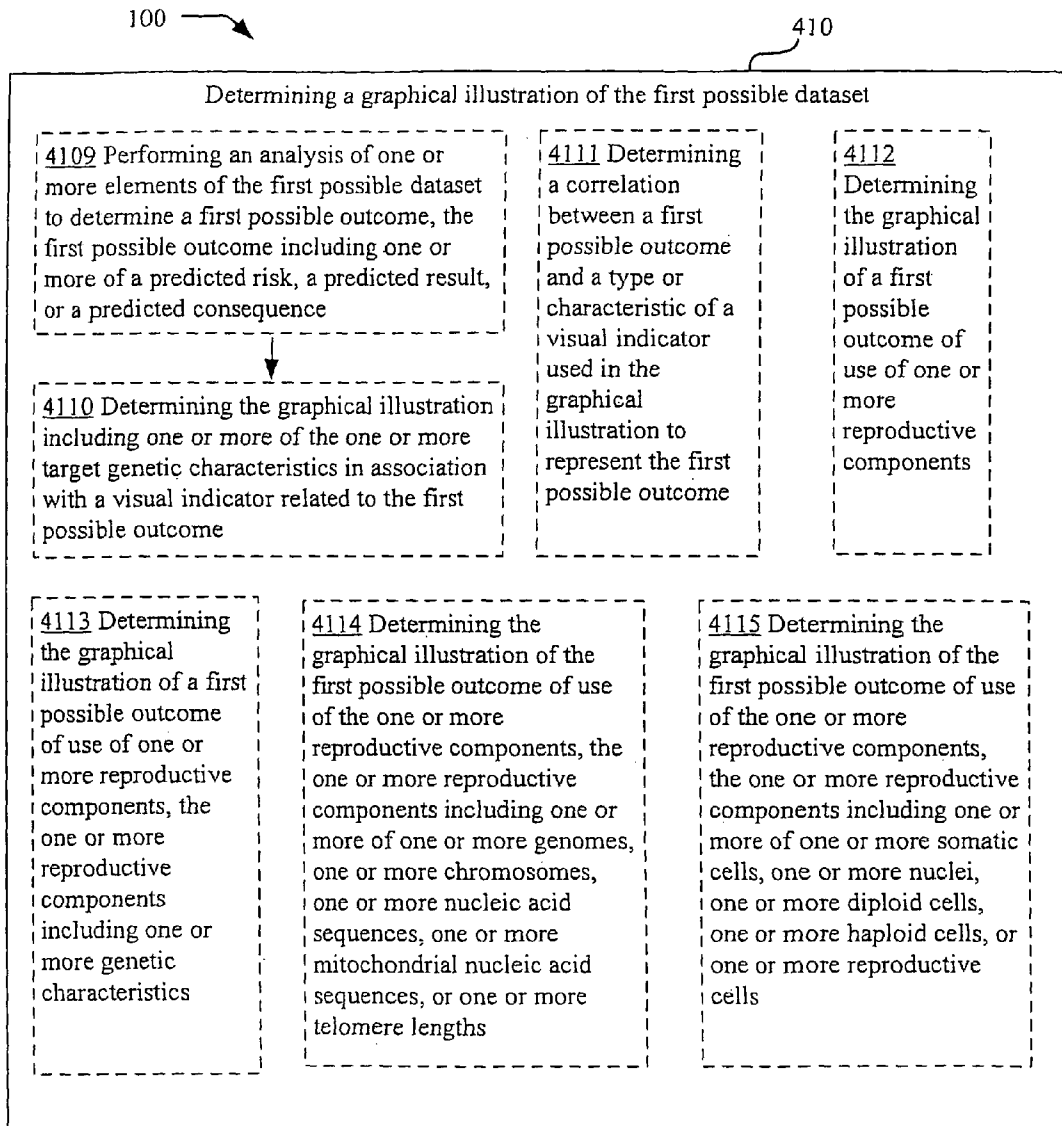 100
410
Determining a graphical illustration of the first possible dataset
4109 Performing an analysis of one or
more elements of the first possible dataset
to determine a first possible outcome, the
first possible outcome including one or
more of a predicted risk, a predicted result,
or a predicted consequence
4110 Determining the graphical illustration
including one or more of the one or more
target genetic characteristics in association
with a visual indicator related to the first
possible outcome
4111 Determining
a correlation
between a first
possible outcome
and a type or
characteristic of a
visual indicator
used in the
graphical
illustration to
represent the first
possible outcome
4112
Determining
the graphical
illustration
of a first
possible
outcome of
use of one or
more
reproductive
components
4113 Determining
the graphical
illustration of a first
possible outcome
of use of one or
more reproductive
components, the
one or more
reproductive
components
including one or
more genetic
characteristics
4114 Determining the
graphical illustration of the
first possible outcome of use
of the one or more
reproductive components, the
one or more reproductive
components including one or
more of one or more genomes,
one or more chromosomes,
one or more nucleic acid
sequences, one or more
mitochondrial nucleic acid
sequences, or one or more
telomere lengths
4115 Determining the
graphical illustration of the
first possible outcome of use
of the one or more
reproductive components,
the one or more reproductive
components including one or
more of one or more somatic
cells, one or more nuclei,
one or more diploid cells,
one or more haploid cells, or
one or more reproductive
cells